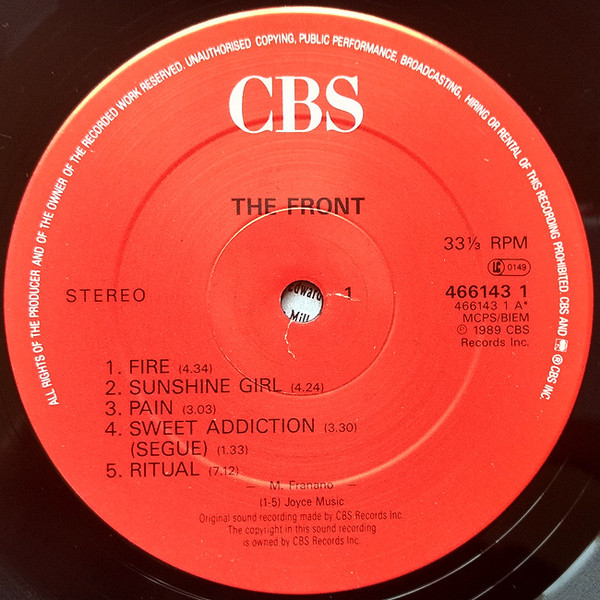 ALL RIGHTS OF THE PRODUCER AND OF THE OWNER OF THE RECORDED WORK RESERVED. UNAUTHORISED COPYING, PUBLIC PERFORMANCE, BROADCASTING, HIRING OR RENTAL OF THIS RECORDING PROHIBITED CBS AND ® CBS INC.
CBS
THE FRONT
33⅓ RPM
LC 0149
STEREO
1
466143 1
466143 1 A*
MCPS/BIEM
℗ 1989 CBS
Records Inc.
Edward
Mill
1. FIRE (4.34)
2. SUNSHINE GIRL (4.24)
3. PAIN (3.03)
4. SWEET ADDICTION (3.30)
(SEGUE) (1.33)
5. RITUAL (7.12)
— M. Franano —
(1-5) Joyce Music
Original sound recording made by CBS Records Inc.
The copyright in this sound recording
is owned by CBS Records Inc.